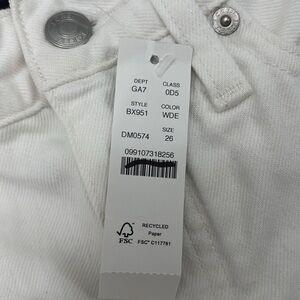 DEPT CLASS
GA7 0D5
STYLE COLOR
BX951 WDE
SIZE
DM0574 26
099107318256
RECYCLED
Paper
FSC FSC® C117781